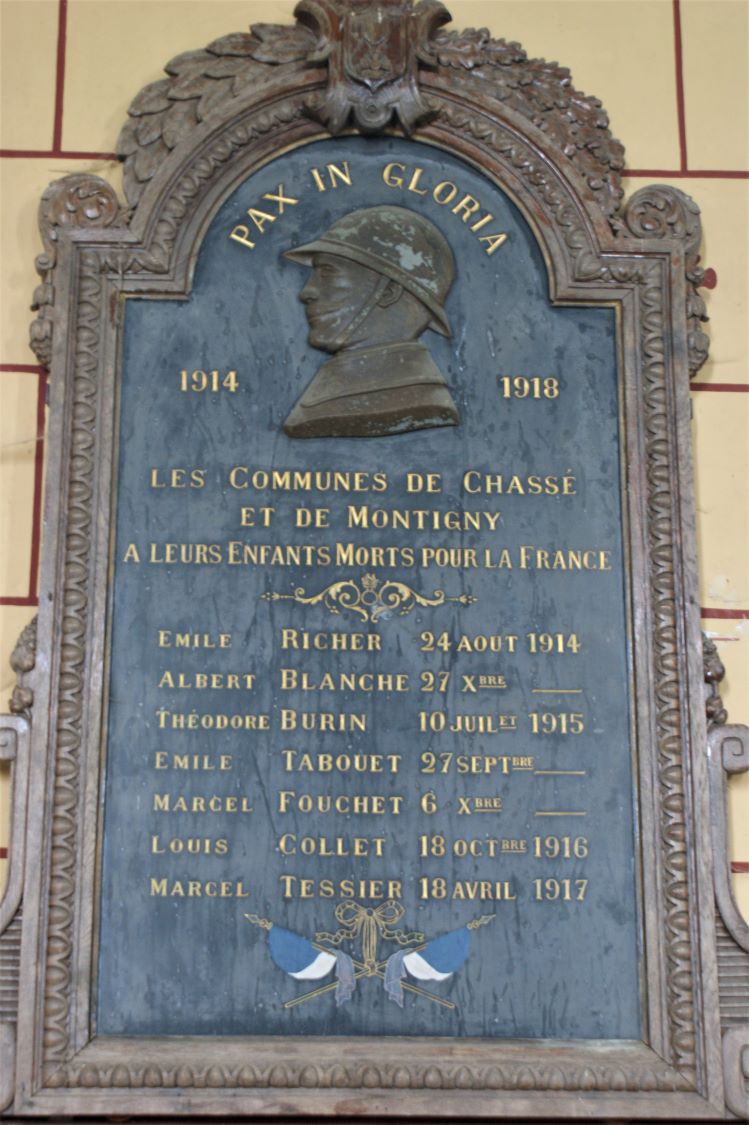 PAX IN GLORIA
1914 1918
LES COMMUNES DE CHASSÉ
ET DE MONTIGNY
A LEURS ENFANTS MORTS POUR LA FRANCE
EMILE RICHER 24 AOUT 1914
ALBERT BLANCHE 27 XBRE —
THÉODORE BURIN 10 JUILET 1915
EMILE TABOUET 27 SEPTBRE —
MARCEL FOUCHET 6 XBRE —
LOUIS COLLET 18 OCTBRE 1916
MARCEL TESSIER 18 AVRIL 1917